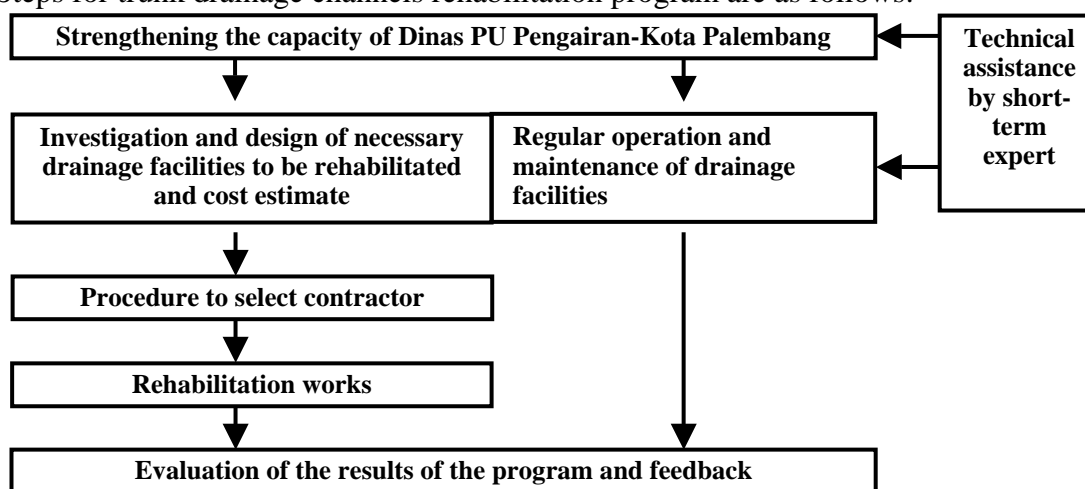 steps for trunk drainage channels rehabilitation program are as follows:
Strengthening the capacity of Dinas PU Pengairan-Kota Palembang
Technical
assistance
by short-
term
expert
Investigation and design of necessary
drainage facilities to be rehabilitated
and cost estimate
Regular operation and
maintenance of drainage
facilities
Procedure to select contractor
Rehabilitation works
Evaluation of the results of the program and feedback